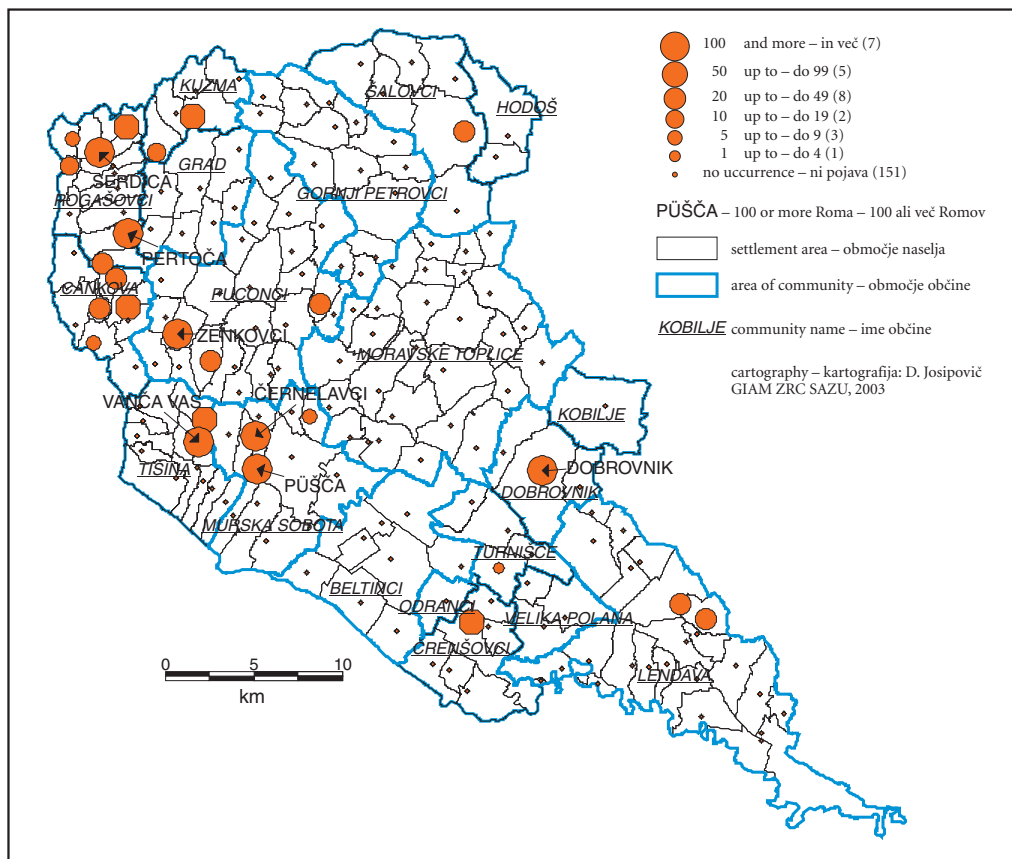 100 and more – in več (7)
50 up to – do 99 (5)
20 up to – do 49 (8)
10 up to – do 19 (2)
5 up to – do 9 (3)
1 up to – do 4 (1)
no uccurrence – ni pojava (151)
PÜŠČA – 100 or more Roma – 100 ali več Romov
settlement area – območje naselja
area of community – območje občine
KOBILJE community name – ime občine
cartography – kartografija: D. Josipovič
GIAM ZRC SAZU, 2003
KUZMA
ŠALOVCI
HODOŠ
GRAD
SERDICA
ROGAŠOVCI
GORNJI PETROVCI
PERTOČA
CANKOVA
PUCONCI
ŽENKOVCI
MORAVSKE TOPLICE
ČERNELAVCI
VANČA VAS
KOBILJE
TIŠINA
PÜŠČA
DOBROVNIK
DOBROVNIK
MURSKA SOBOTA
TURNIŠČE
BELTINCI
ODRANCI
VELIKA POLANA
ČRENŠOVCI
LENDAVA
0 5 10
km